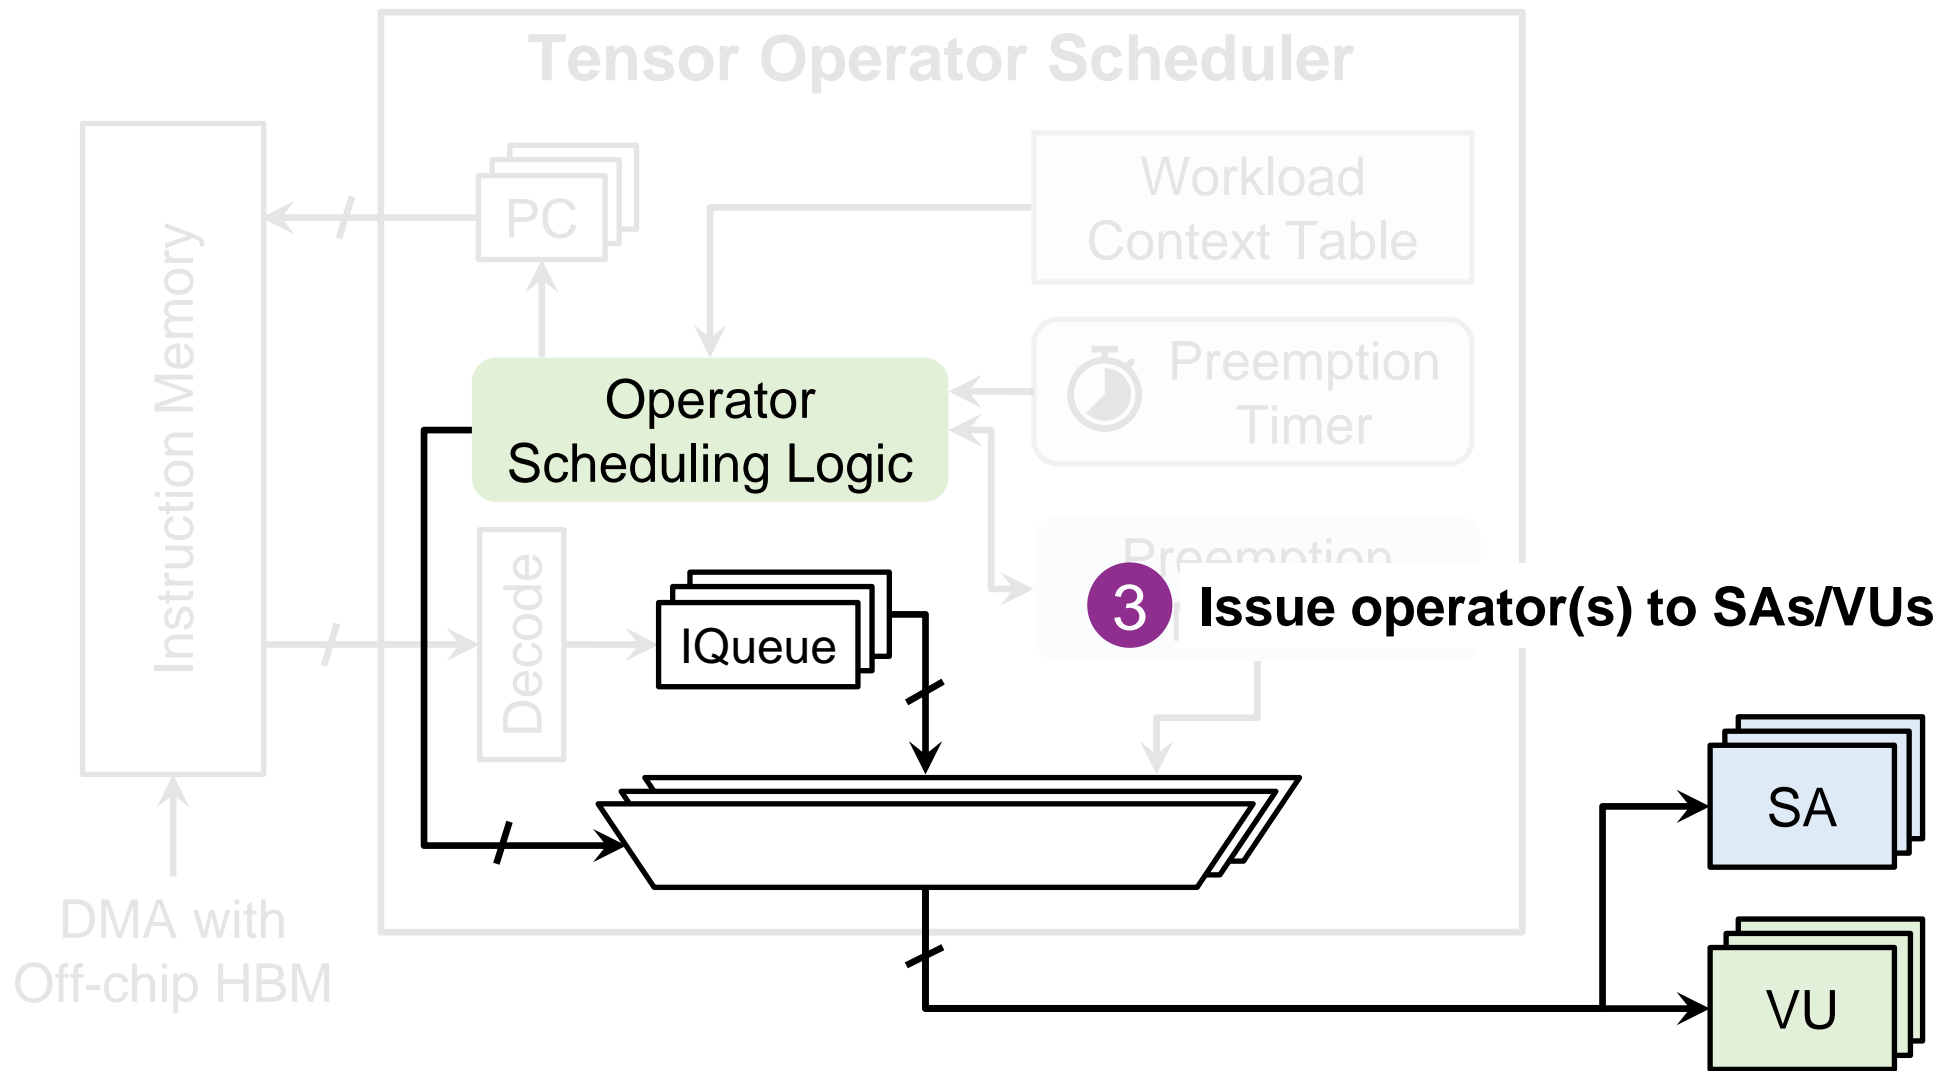 Tensor Operator Scheduler
Instruction Memory
PC
Workload
Context Table
Operator
Scheduling Logic
Preemption
Timer
Decode
IQueue
Preemption
3 Issue operator(s) to SAs/VUs
SA
VU
DMA with
Off-chip HBM